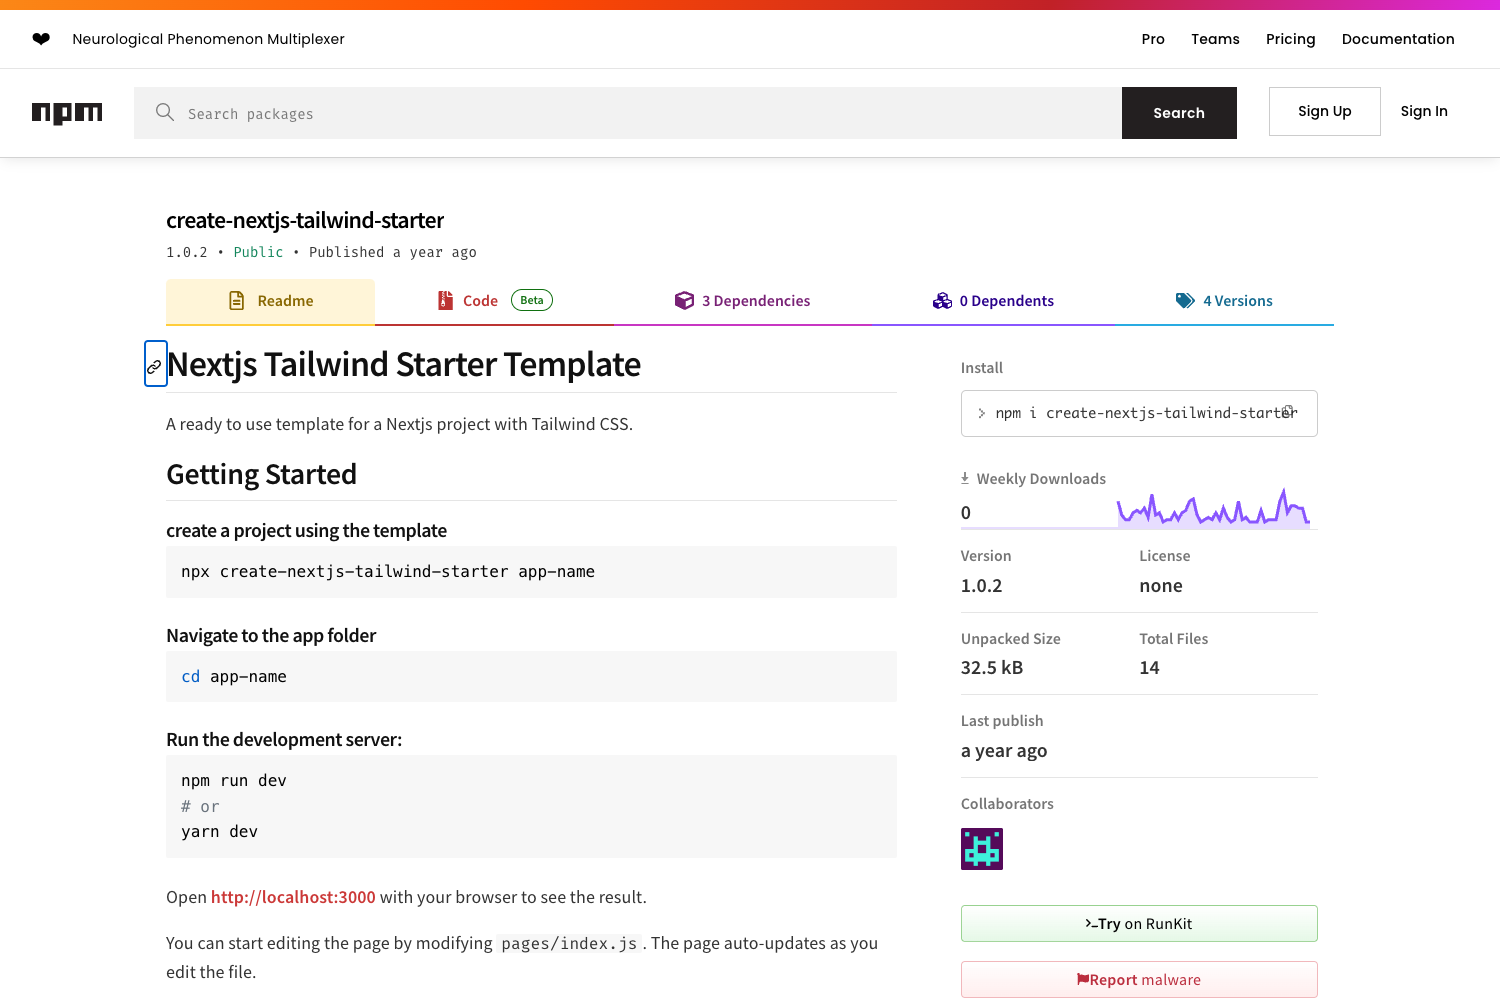 ❤ Neurological Phenomenon Multiplexer
Pro Teams Pricing Documentation
npm
Search packages
Search
Sign Up
Sign In
create-nextjs-tailwind-starter
1.0.2 • Public • Published a year ago
Readme
Code Beta
3 Dependencies
0 Dependents
4 Versions
Nextjs Tailwind Starter Template
A ready to use template for a Nextjs project with Tailwind CSS.
Getting Started
create a project using the template
npx create-nextjs-tailwind-starter app-name
Navigate to the app folder
cd app-name
Run the development server:
npm run dev
# or
yarn dev
Open http://localhost:3000 with your browser to see the result.
You can start editing the page by modifying pages/index.js. The page auto-updates as you
edit the file.
Install
npm i create-nextjs-tailwind-starter
Weekly Downloads
0
Version
1.0.2
License
none
Unpacked Size
32.5 kB
Total Files
14
Last publish
a year ago
Collaborators
>_Try on RunKit
Report malware